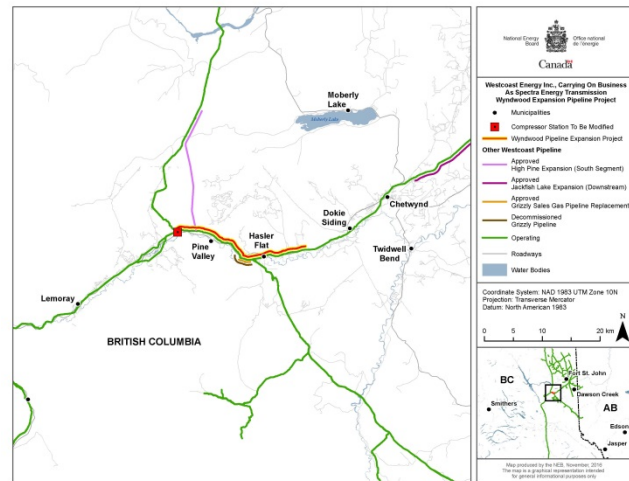 Moberly
Lake
Moberly Lake
Chetwynd
Dokie
Siding
Hasler
Flat
Pine
Valley
Twidwell
Bend
Lemoray
BRITISH COLUMBIA
National Energy
Board
Office national
de l'énergie
Canada
Westcoast Energy Inc., Carrying On Business
As Spectra Energy Transmission
Wyndwood Expansion Pipeline Project
Municipalities
Compressor Station To Be Modified
Wyndwood Pipeline Expansion Project
Other Westcoast Pipeline
Approved
High Pine Expansion (South Segment)
Approved
Jackfish Lake Expansion (Downstream)
Approved
Grizzly Sales Gas Pipeline Replacement
Decommissioned
Grizzly Pipeline
Operating
Roadways
Water Bodies
Coordinate System: NAD 1983 UTM Zone 10N
Projection: Transverse Mercator
Datum: North American 1983
0 5 10 20 km
N
BC
Fort St. John
Dawson Creek
Smithers
AB
Edson
Jasper
Map produced by the NEB, November, 2016
The map is a graphical representation intended
for general informational purposes only